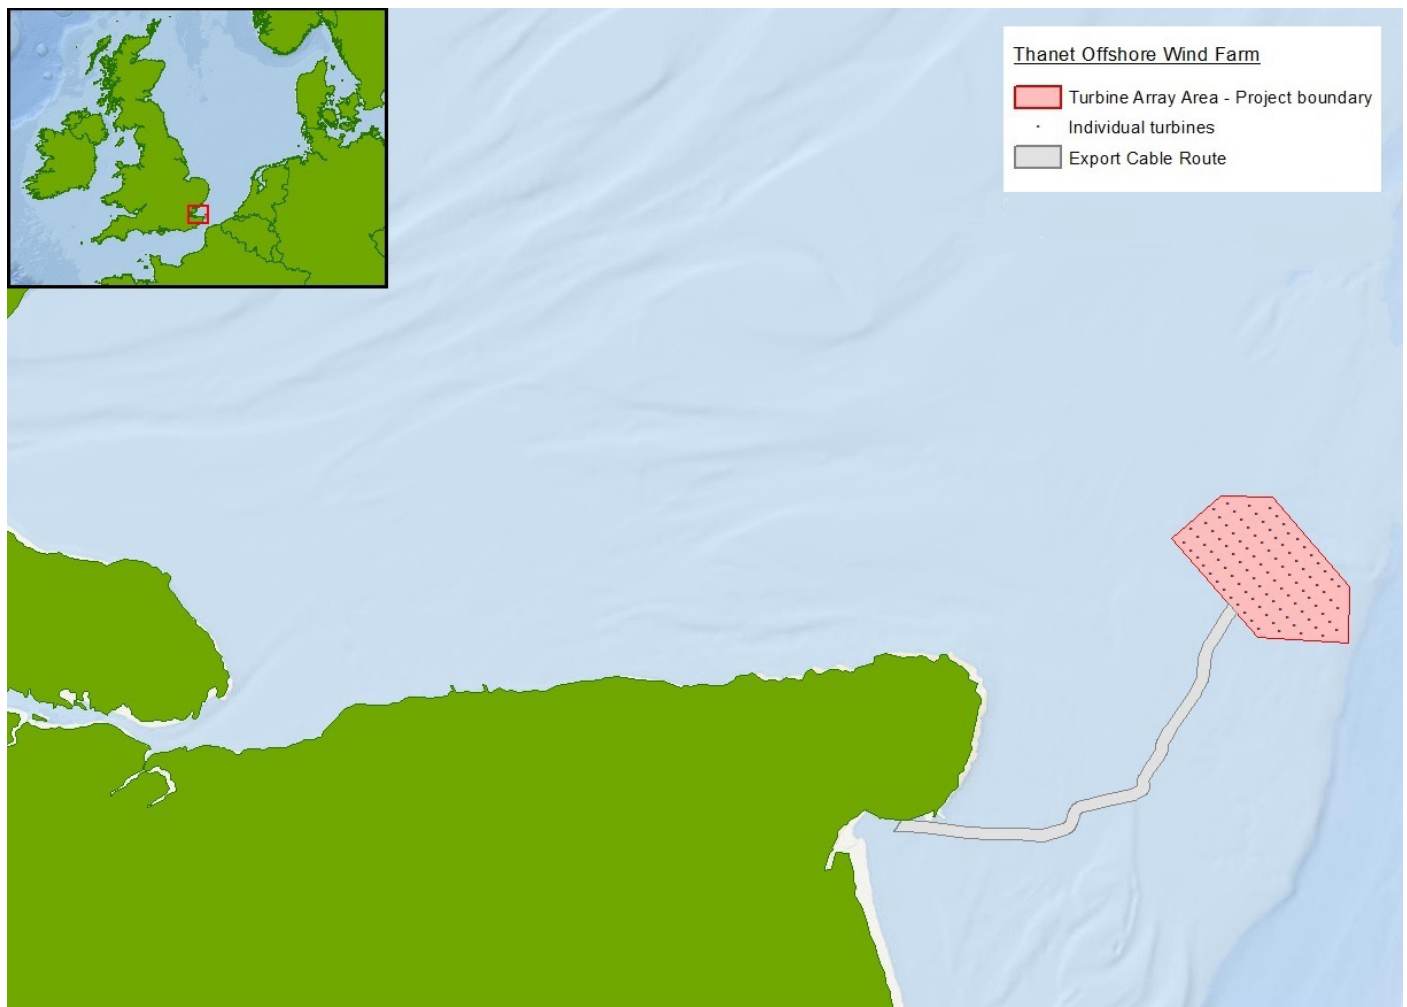 Thanet Offshore Wind Farm
Turbine Array Area - Project boundary
Individual turbines
Export Cable Route